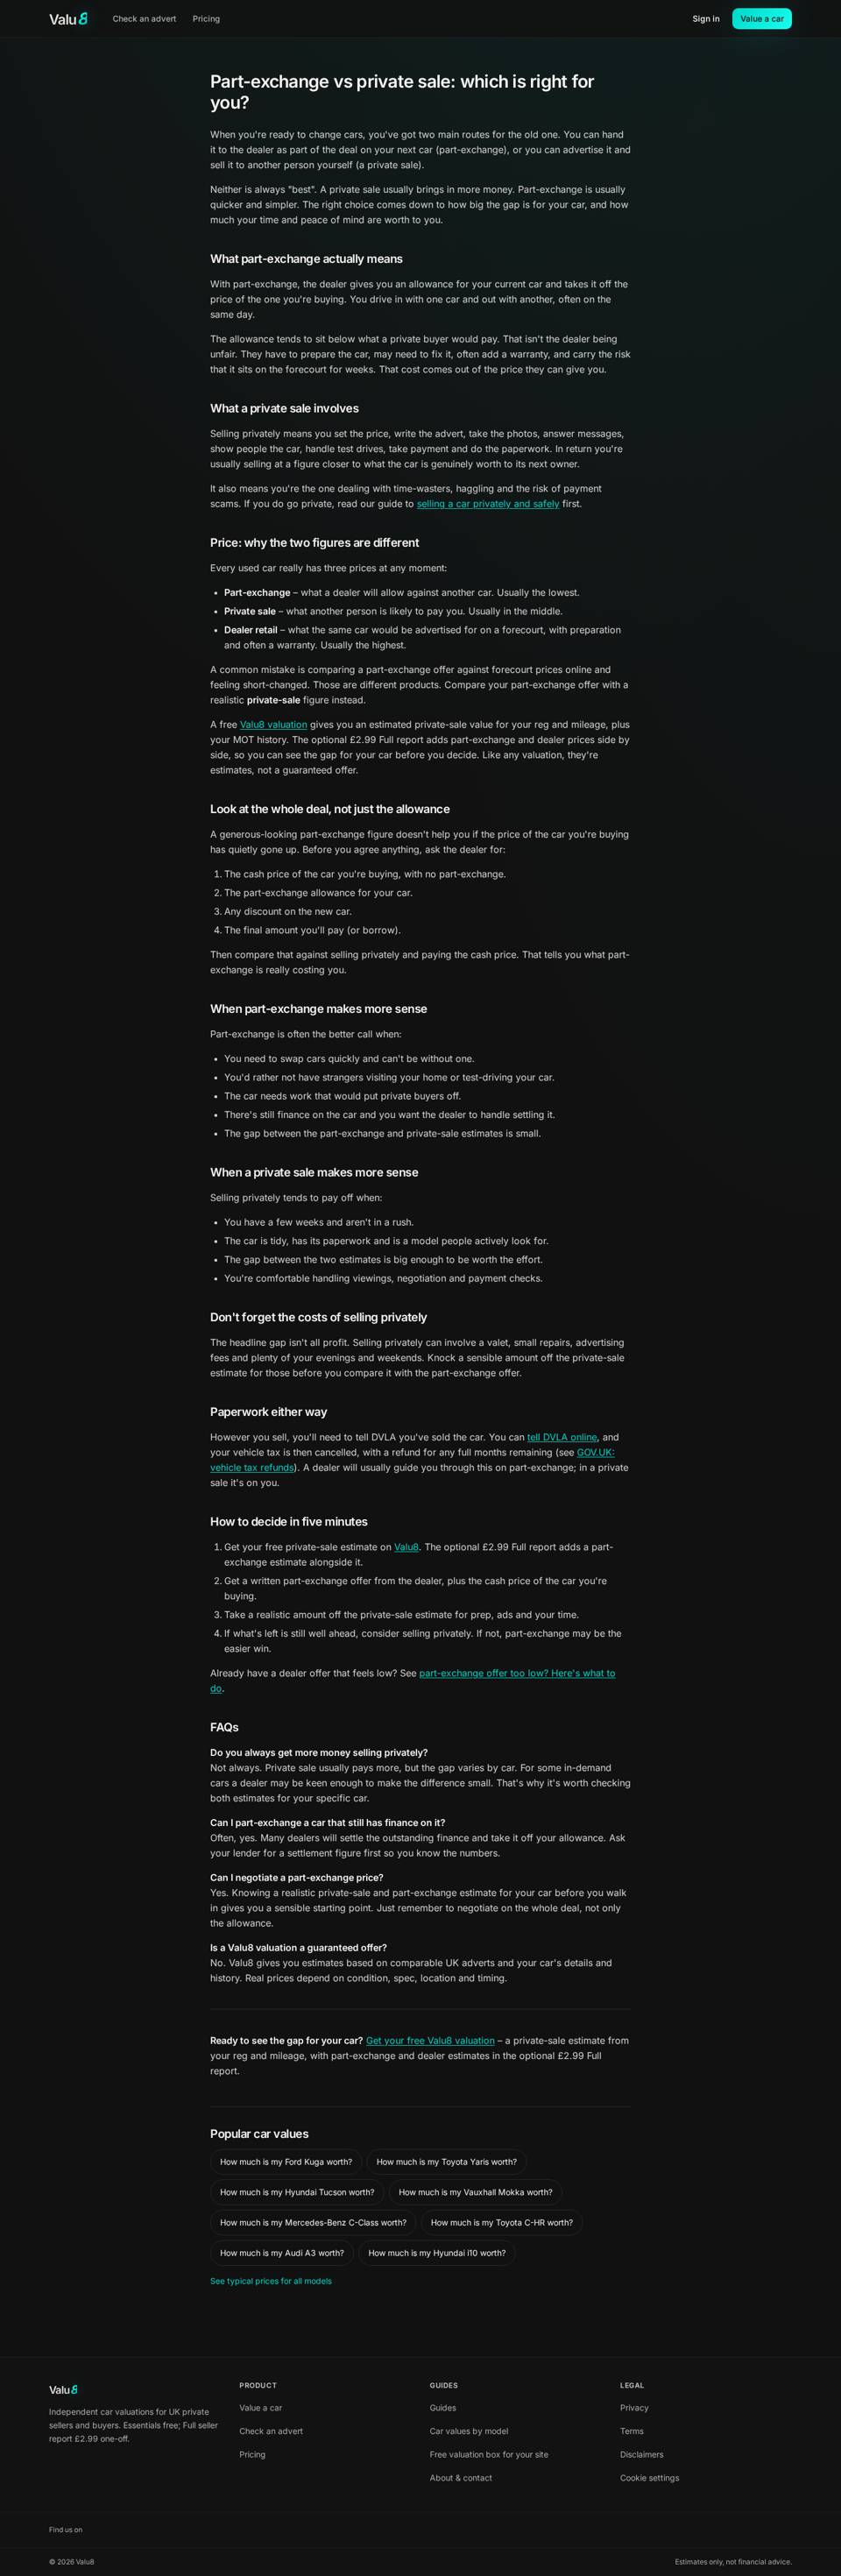 Valu8
Check an advert
Pricing
Sign in
Value a car
Part-exchange vs private sale: which is right for
you?
When you're ready to change cars, you've got two main routes for the old one. You can hand
it to the dealer as part of the deal on your next car (part-exchange), or you can advertise it and
sell it to another person yourself (a private sale).
Neither is always "best". A private sale usually brings in more money. Part-exchange is usually
quicker and simpler. The right choice comes down to how big the gap is for your car, and how
much your time and peace of mind are worth to you.
What part-exchange actually means
With part-exchange, the dealer gives you an allowance for your current car and takes it off the
price of the one you're buying. You drive in with one car and out with another, often on the
same day.
The allowance tends to sit below what a private buyer would pay. That isn't the dealer being
unfair. They have to prepare the car, may need to fix it, often add a warranty, and carry the risk
that it sits on the forecourt for weeks. That cost comes out of the price they can give you.
What a private sale involves
Selling privately means you set the price, write the advert, take the photos, answer messages,
show people the car, handle test drives, take payment and do the paperwork. In return you're
usually selling at a figure closer to what the car is genuinely worth to its next owner.
It also means you're the one dealing with time-wasters, haggling and the risk of payment
scams. If you do go private, read our guide to selling a car privately and safely first.
Price: why the two figures are different
Every used car really has three prices at any moment:
• Part-exchange – what a dealer will allow against another car. Usually the lowest.
• Private sale – what another person is likely to pay you. Usually in the middle.
• Dealer retail – what the same car would be advertised for on a forecourt, with preparation
and often a warranty. Usually the highest.
A common mistake is comparing a part-exchange offer against forecourt prices online and
feeling short-changed. Those are different products. Compare your part-exchange offer with a
realistic private-sale figure instead.
A free Valu8 valuation gives you an estimated private-sale value for your reg and mileage, plus
your MOT history. The optional £2.99 Full report adds part-exchange and dealer prices side by
side, so you can see the gap for your car before you decide. Like any valuation, they're
estimates, not a guaranteed offer.
Look at the whole deal, not just the allowance
A generous-looking part-exchange figure doesn't help you if the price of the car you're buying
has quietly gone up. Before you agree anything, ask the dealer for:
1. The cash price of the car you're buying, with no part-exchange.
2. The part-exchange allowance for your car.
3. Any discount on the new car.
4. The final amount you'll pay (or borrow).
Then compare that against selling privately and paying the cash price. That tells you what part-
exchange is really costing you.
When part-exchange makes more sense
Part-exchange is often the better call when:
• You need to swap cars quickly and can't be without one.
• You'd rather not have strangers visiting your home or test-driving your car.
• The car needs work that would put private buyers off.
• There's still finance on the car and you want the dealer to handle settling it.
• The gap between the part-exchange and private-sale estimates is small.
When a private sale makes more sense
Selling privately tends to pay off when:
• You have a few weeks and aren't in a rush.
• The car is tidy, has its paperwork and is a model people actively look for.
• The gap between the two estimates is big enough to be worth the effort.
• You're comfortable handling viewings, negotiation and payment checks.
Don't forget the costs of selling privately
The headline gap isn't all profit. Selling privately can involve a valet, small repairs, advertising
fees and plenty of your evenings and weekends. Knock a sensible amount off the private-sale
estimate for those before you compare it with the part-exchange offer.
Paperwork either way
However you sell, you'll need to tell DVLA you've sold the car. You can tell DVLA online, and
your vehicle tax is then cancelled, with a refund for any full months remaining (see GOV.UK:
vehicle tax refunds). A dealer will usually guide you through this on part-exchange; in a private
sale it's on you.
How to decide in five minutes
1. Get your free private-sale estimate on Valu8. The optional £2.99 Full report adds a part-
exchange estimate alongside it.
2. Get a written part-exchange offer from the dealer, plus the cash price of the car you're
buying.
3. Take a realistic amount off the private-sale estimate for prep, ads and your time.
4. If what's left is still well ahead, consider selling privately. If not, part-exchange may be the
easier win.
Already have a dealer offer that feels low? See part-exchange offer too low? Here's what to
do.
FAQs
Do you always get more money selling privately?
Not always. Private sale usually pays more, but the gap varies by car. For some in-demand
cars a dealer may be keen enough to make the difference small. That's why it's worth checking
both estimates for your specific car.
Can I part-exchange a car that still has finance on it?
Often, yes. Many dealers will settle the outstanding finance and take it off your allowance. Ask
your lender for a settlement figure first so you know the numbers.
Can I negotiate a part-exchange price?
Yes. Knowing a realistic private-sale and part-exchange estimate for your car before you walk
in gives you a sensible starting point. Just remember to negotiate on the whole deal, not only
the allowance.
Is a Valu8 valuation a guaranteed offer?
No. Valu8 gives you estimates based on comparable UK adverts and your car's details and
history. Real prices depend on condition, spec, location and timing.
Ready to see the gap for your car? Get your free Valu8 valuation – a private-sale estimate from
your reg and mileage, with part-exchange and dealer estimates in the optional £2.99 Full
report.
Popular car values
How much is my Ford Kuga worth?
How much is my Toyota Yaris worth?
How much is my Hyundai Tucson worth?
How much is my Vauxhall Mokka worth?
How much is my Mercedes-Benz C-Class worth?
How much is my Toyota C-HR worth?
How much is my Audi A3 worth?
How much is my Hyundai i10 worth?
See typical prices for all models
Valu8
Independent car valuations for UK private
sellers and buyers. Essentials free; Full seller
report £2.99 one-off.
PRODUCT
Value a car
Check an advert
Pricing
GUIDES
Guides
Car values by model
Free valuation box for your site
About & contact
LEGAL
Privacy
Terms
Disclaimers
Cookie settings
Find us on
© 2026 Valu8
Estimates only, not financial advice.